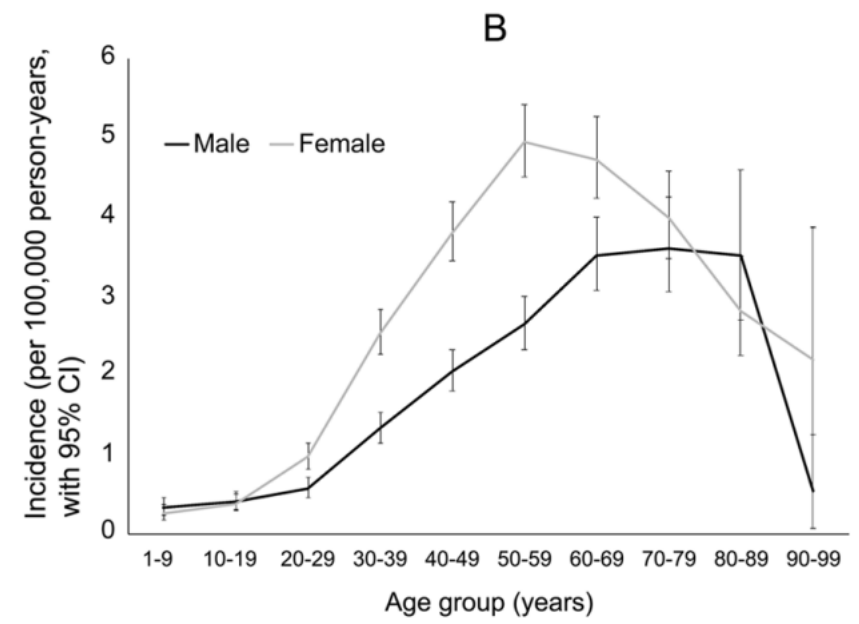 B
Incidence (per 100,000 person-years,
with 95% CI)
6
5
4
3
2
1
0
Male Female
1-9 10-19 20-29 30-39 40-49 50-59 60-69 70-79 80-89 90-99
Age group (years)